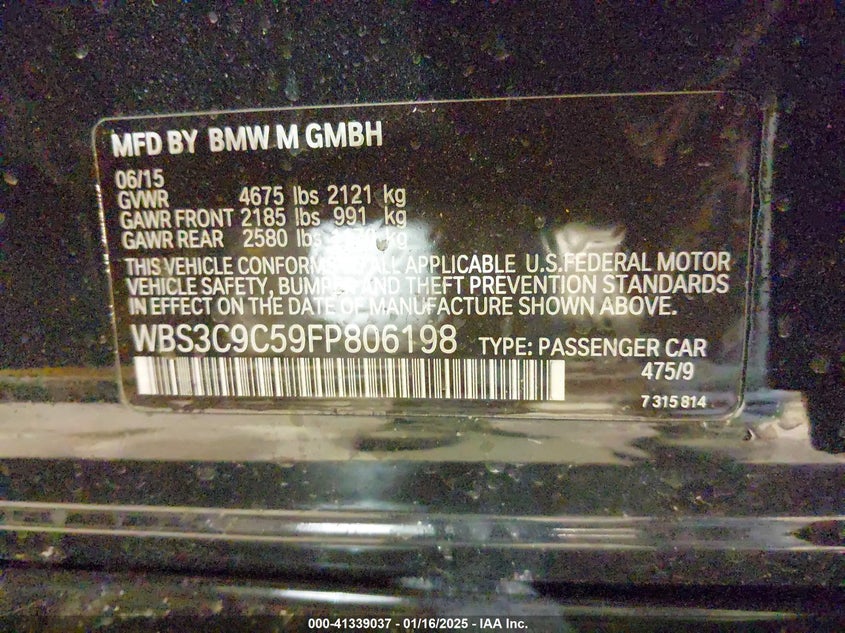 MFD BY BMW M GMBH
06/15
GVWR 4675 lbs 2121 kg
GAWR FRONT 2185 lbs 991 kg
GAWR REAR 2580 lbs kg
THIS VEHICLE CONFORMS TO ALL APPLICABLE U.S.FEDERAL MOTOR
VEHICLE SAFETY, BUMPER AND THEFT PREVENTION STANDARDS
IN EFFECT ON THE DATE OF MANUFACTURE SHOWN ABOVE.
WBS3C9C59FP806198 TYPE: PASSENGER CAR
475/9
7 315 814
000-41339037 - 01/16/2025 - IAA Inc.